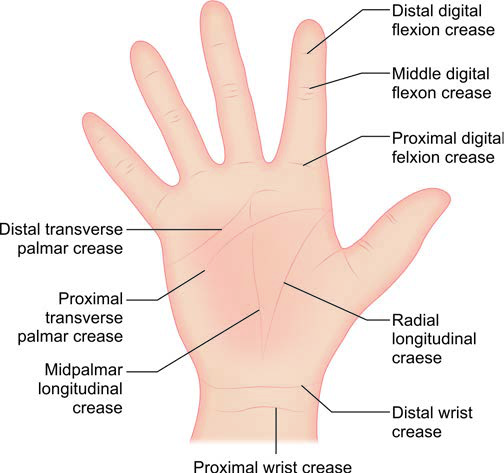 Distal digital
flexion crease
Middle digital
flexon crease
Proximal digital
felxion crease
Distal transverse
palmar crease
Proximal
transverse
palmar crease
Midpalmar
longitudinal
crease
Radial
longitudinal
craese
Distal wrist
crease
Proximal wrist crease